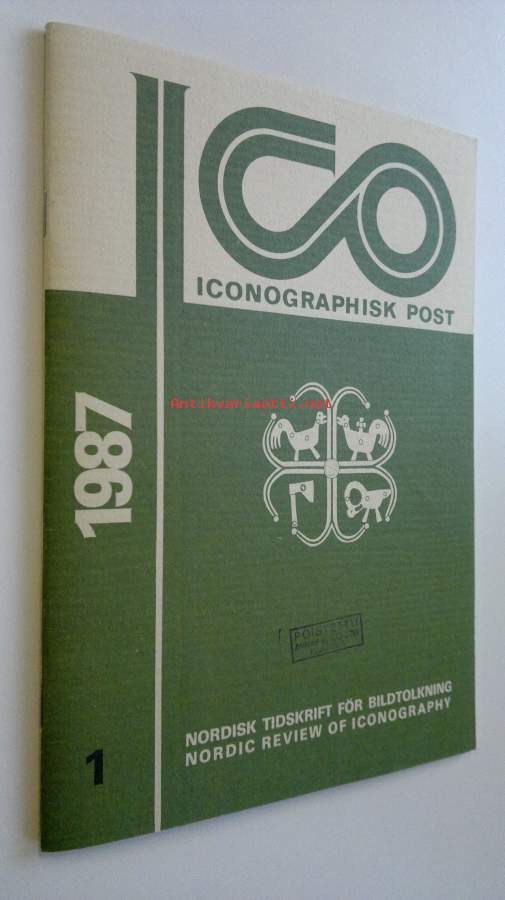 ICO
ICONOGRAPHISK POST
Antikvariaatti.net
1987
POISTETTU
NORDISK TIDSKRIFT FÖR BILDTOLKNING
NORDIC REVIEW OF ICONOGRAPHY
1